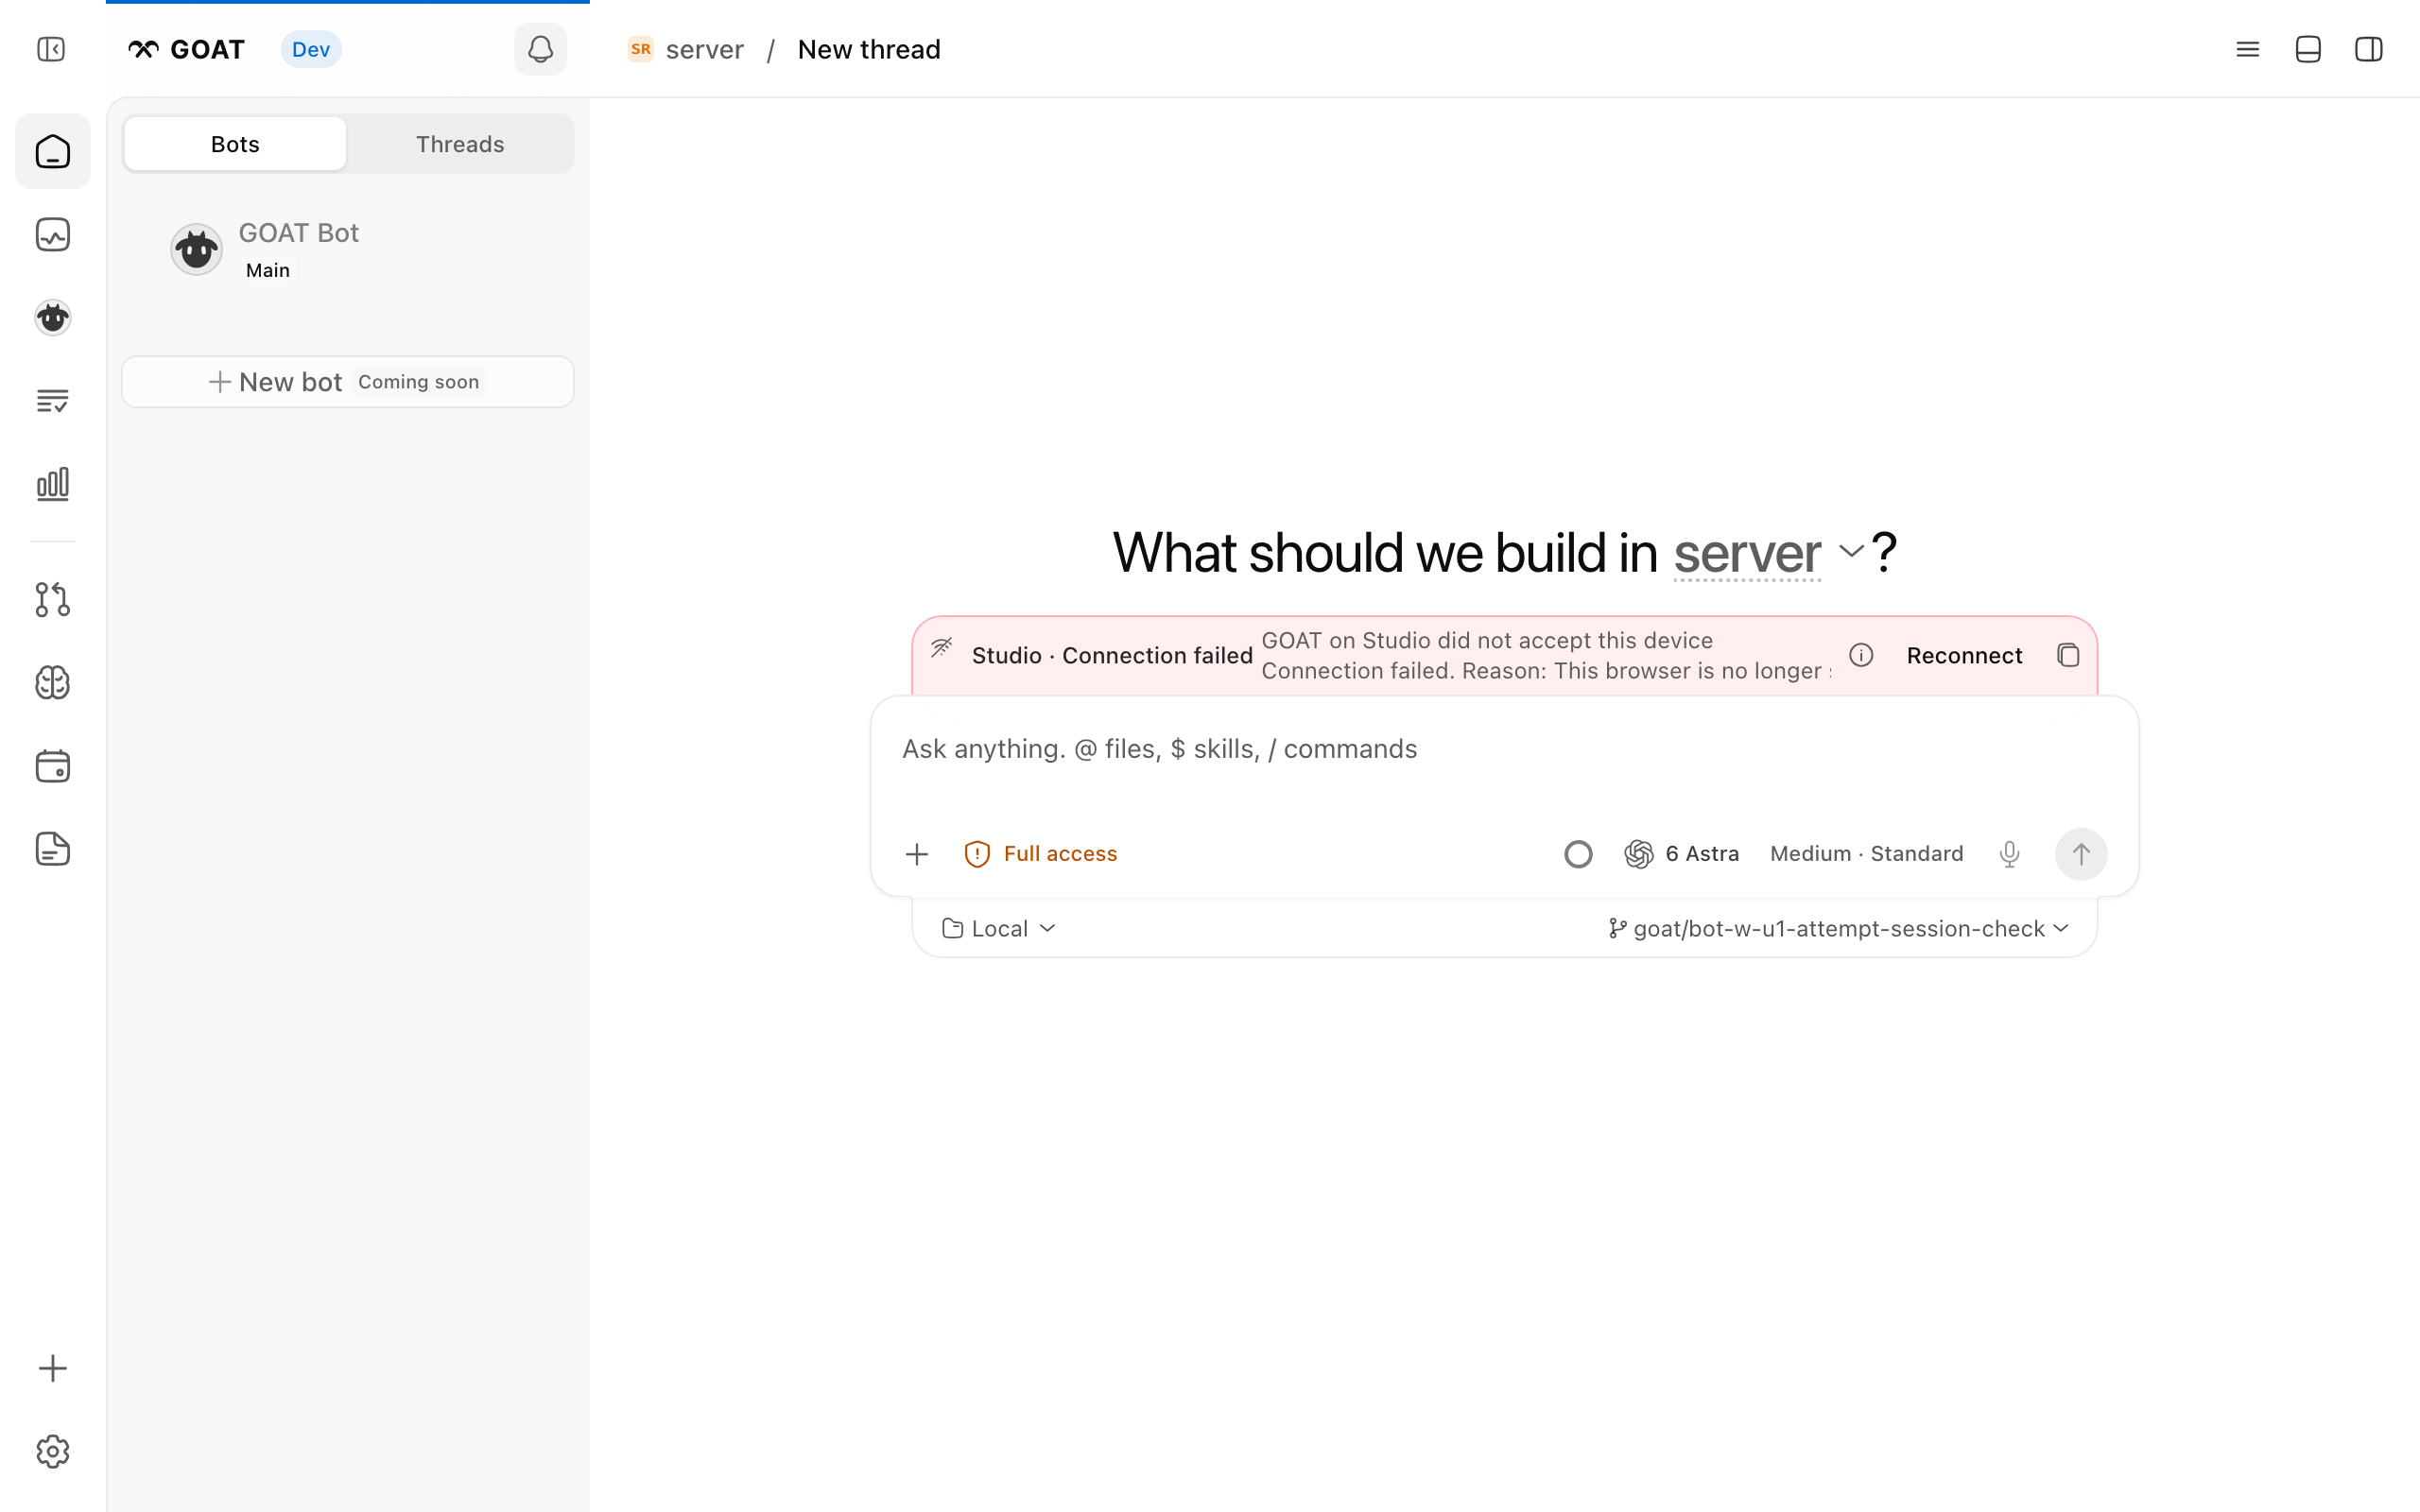 GOAT Dev
SR server / New thread
Bots Threads
GOAT Bot
Main
New bot Coming soon
What should we build in server ?
Studio · Connection failed
GOAT on Studio did not accept this device
Connection failed. Reason: This browser is no longer
Reconnect
Ask anything. @ files, $ skills, / commands
Full access
6 Astra Medium · Standard
Local
goat/bot-w-u1-attempt-session-check